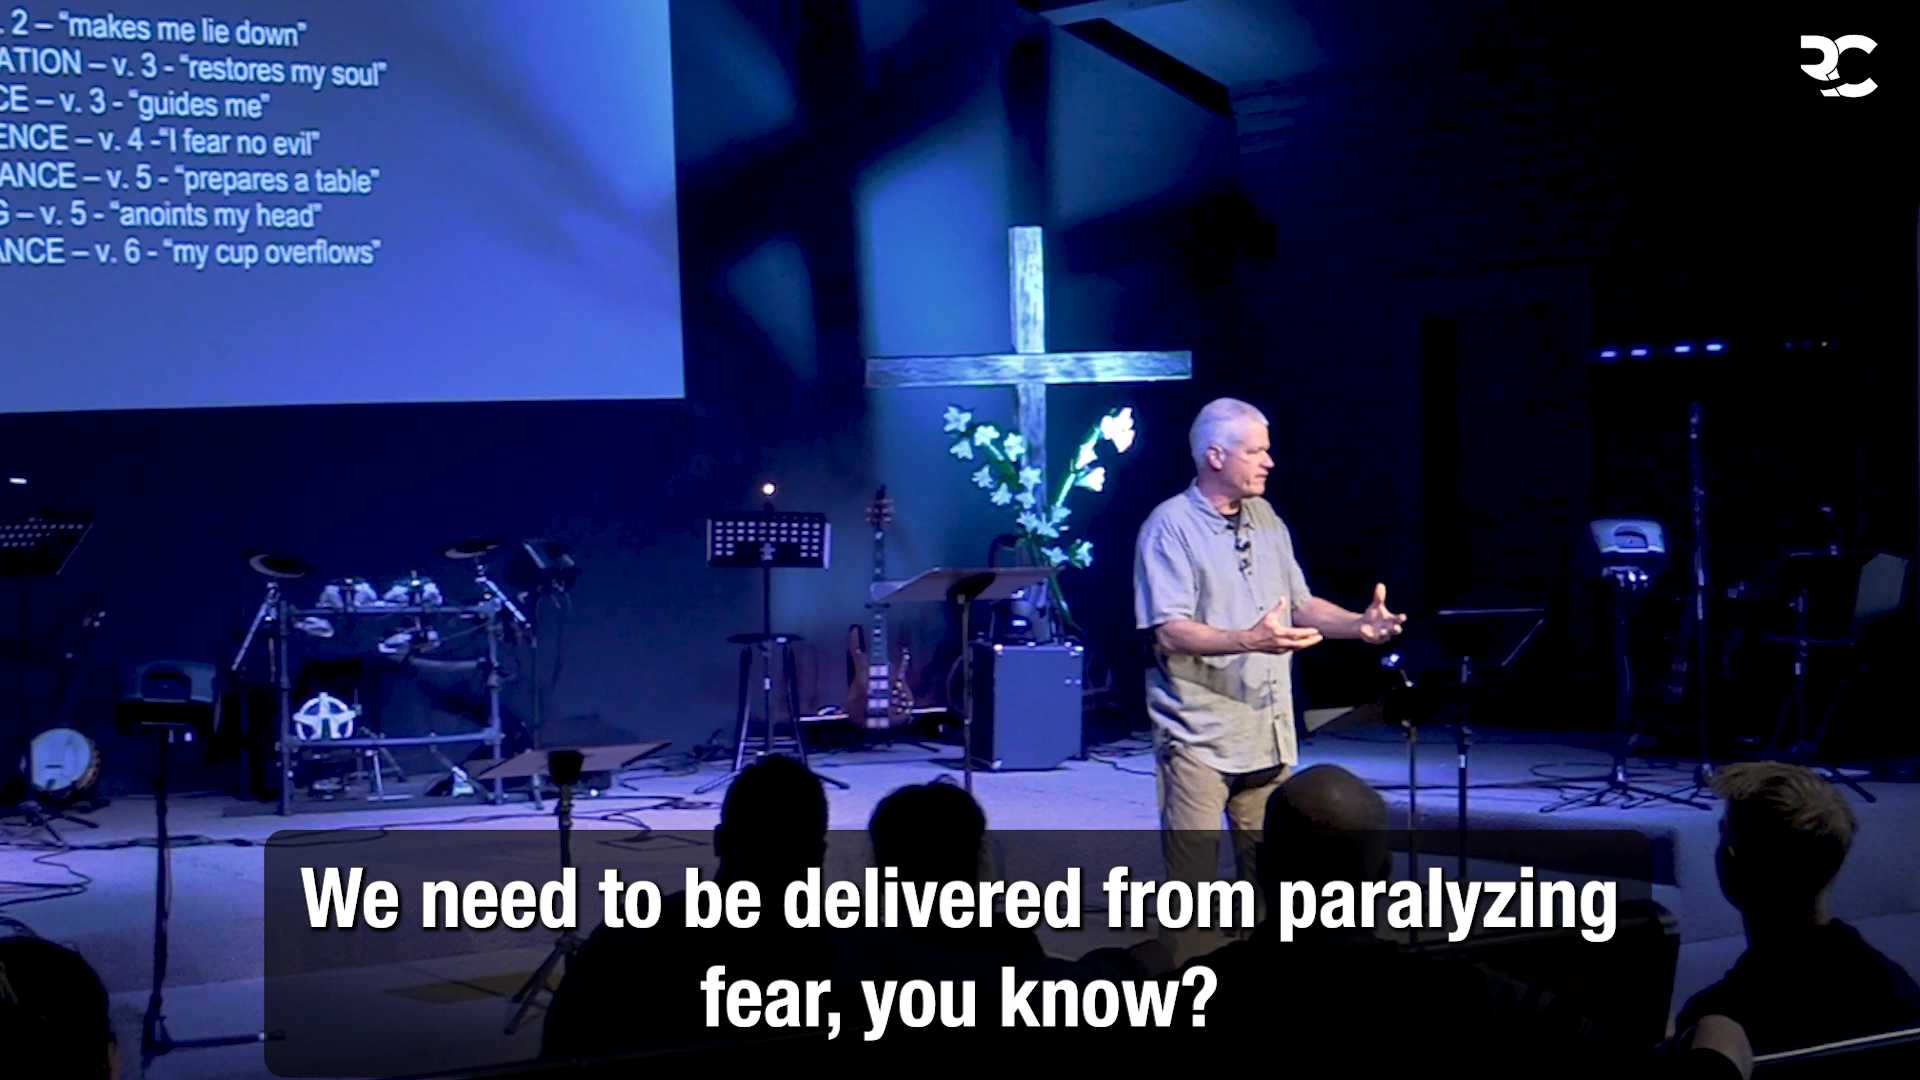 . 2 – “makes me lie down”
ATION – v. 3 - “restores my soul”
CE – v. 3 - “guides me”
ENCE – v. 4 -“I fear no evil”
ANCE – v. 5 - “prepares a table”
G – v. 5 - “anoints my head”
ANCE – v. 6 - “my cup overflows”
RC
We need to be delivered from paralyzing
fear, you know?